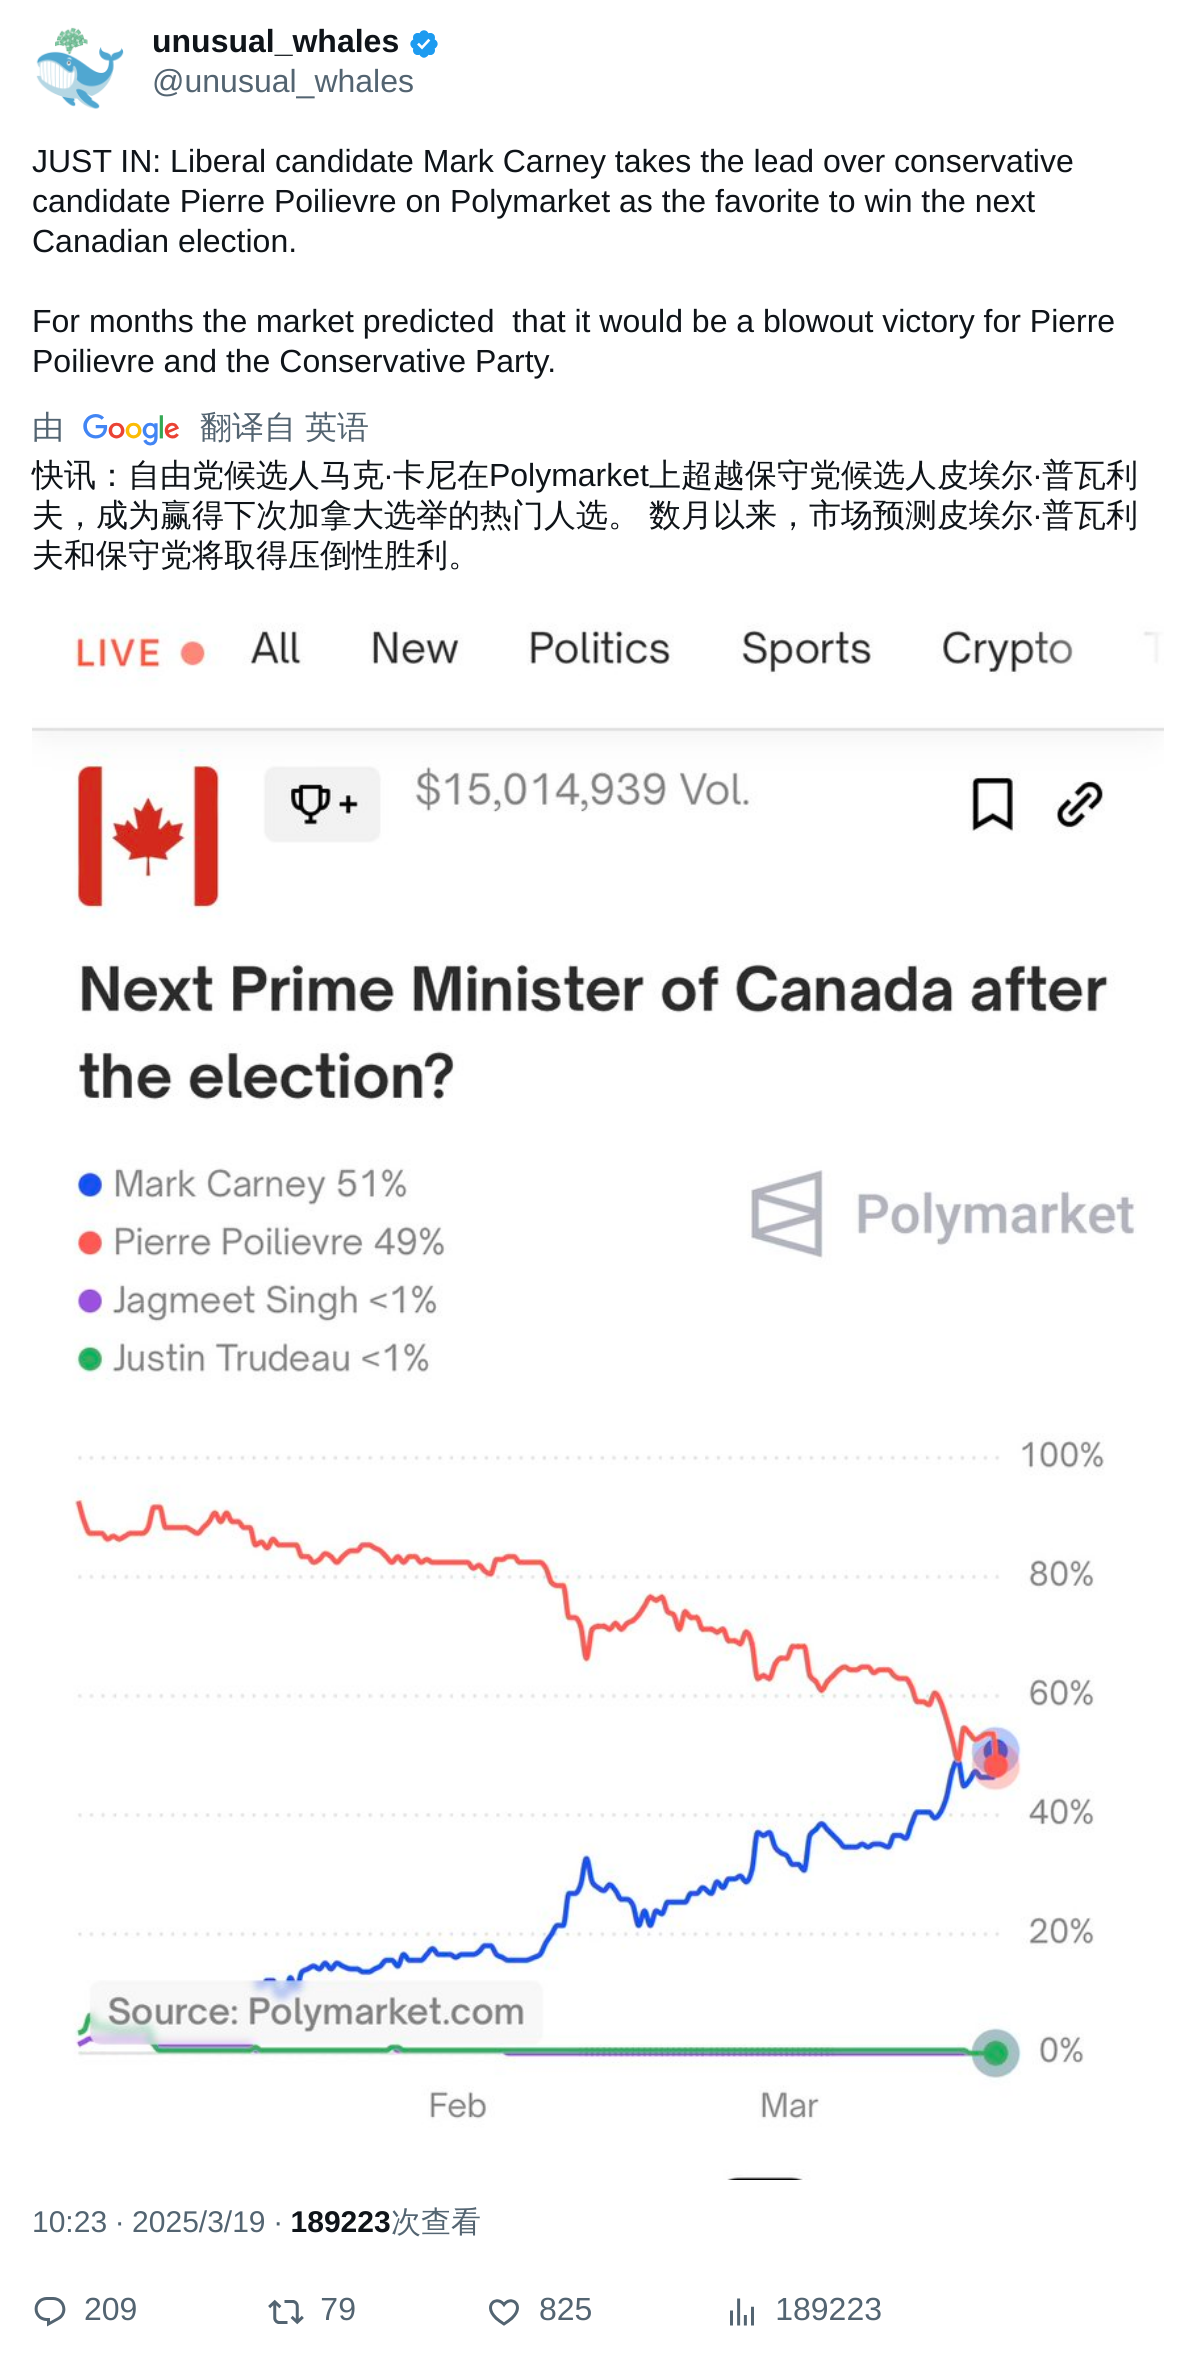 unusual_whales
@unusual_whales
JUST IN: Liberal candidate Mark Carney takes the lead over conservative
candidate Pierre Poilievre on Polymarket as the favorite to win the next
Canadian election.
For months the market predicted  that it would be a blowout victory for Pierre
Poilievre and the Conservative Party.
由 Google 翻译自 英语
快讯：自由党候选人马克·卡尼在Polymarket上超越保守党候选人皮埃尔·普瓦利
夫，成为赢得下次加拿大选举的热门人选。 数月以来，市场预测皮埃尔·普瓦利
夫和保守党将取得压倒性胜利。
LIVE All New Politics Sports Crypto T
+ $15,014,939 Vol.
Next Prime Minister of Canada after
the election?
Mark Carney 51%
Pierre Poilievre 49%
Jagmeet Singh <1%
Justin Trudeau <1%
Polymarket
100%
80%
60%
40%
20%
Source: Polymarket.com
0%
Feb Mar
10:23 · 2025/3/19 · 189223次查看
209 79 825 189223